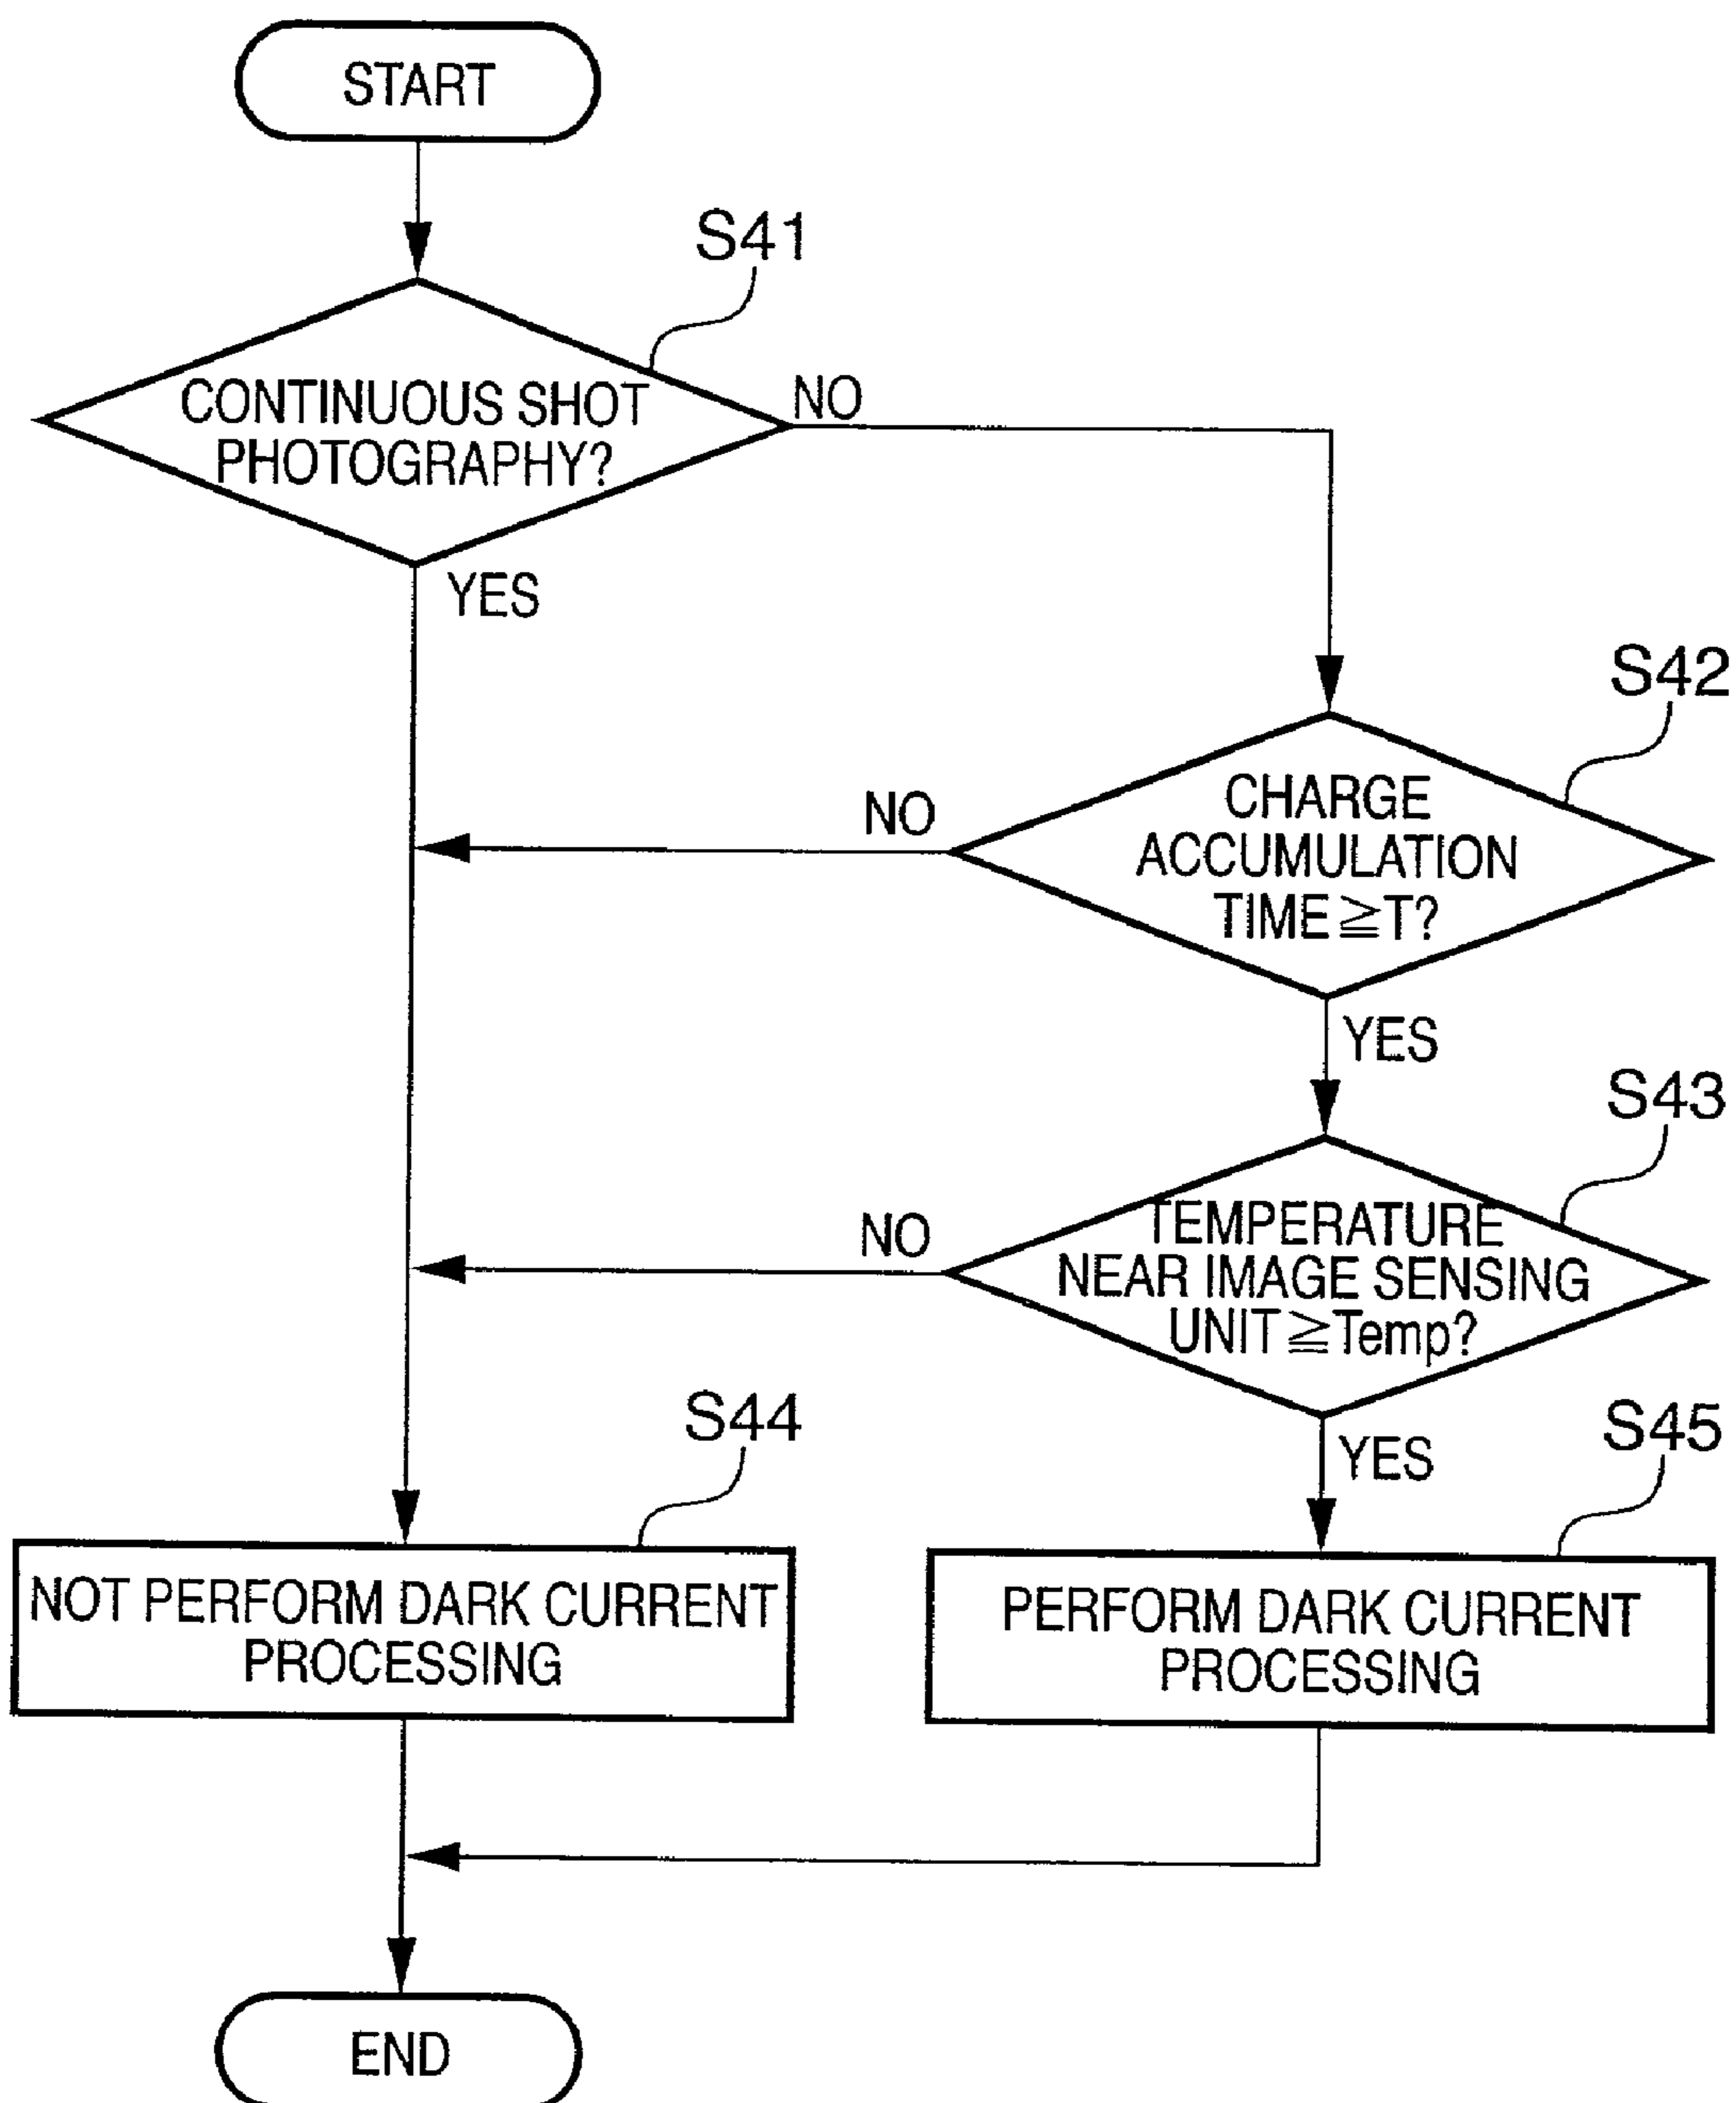 START
S41
CONTINUOUS SHOT
PHOTOGRAPHY?
NO
YES
S42
CHARGE
ACCUMULATION
TIME≧T?
NO
YES
S43
TEMPERATURE
NEAR IMAGE SENSING
UNIT≧Temp?
NO
YES
S44
NOT PERFORM DARK CURRENT
PROCESSING
S45
PERFORM DARK CURRENT
PROCESSING
END